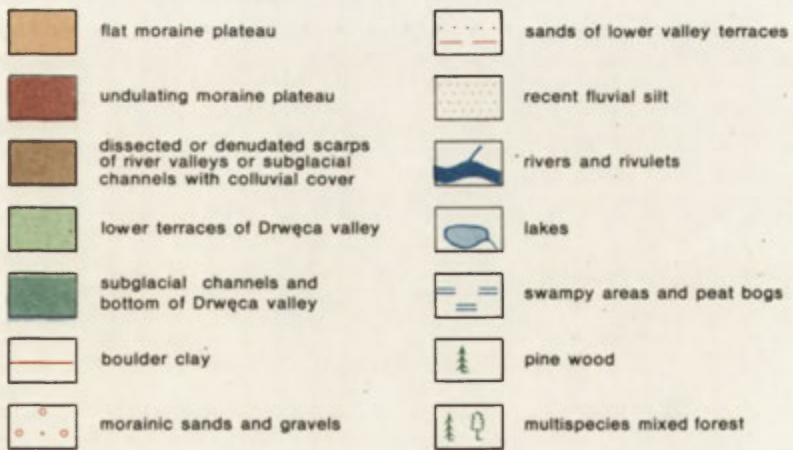 flat moraine plateau
undulating moraine plateau
dissected or denudated scarps
of river valleys or subglacial
channels with colluvial cover
lower terraces of Drwęca valley
subglacial channels and
bottom of Drwęca valley
boulder clay
morainic sands and gravels
sands of lower valley terraces
recent fluvial silt
rivers and rivulets
lakes
swampy areas and peat bogs
pine wood
multispecies mixed forest